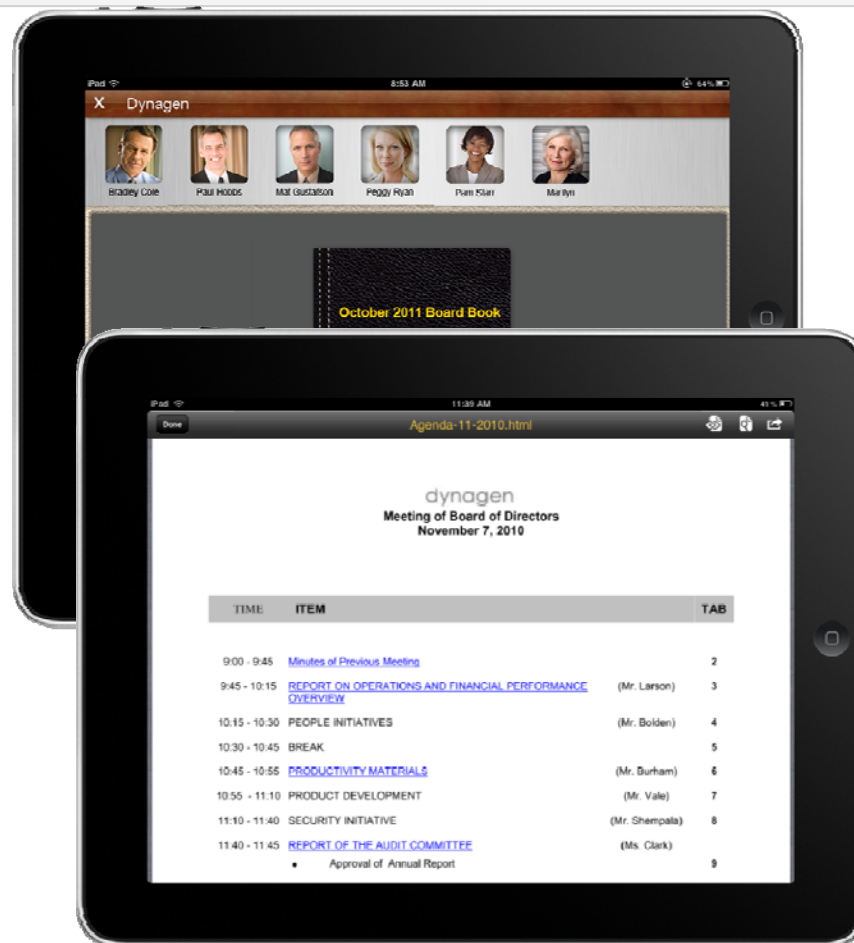 iPad 8:53 AM 64%
X Dynagen
Bradley Cole Paul Hobbs Mat Gustafson Peggy Ryan Pam Starr Marilyn
October 2011 Board Book
iPad 11:39 AM 41%
Done Agenda-11-2010.html
dynagen
Meeting of Board of Directors
November 7, 2010
TIME ITEM TAB
9:00 - 9:45 Minutes of Previous Meeting 2
9:45 - 10:15 REPORT ON OPERATIONS AND FINANCIAL PERFORMANCE (Mr. Larson) 3
OVERVIEW
10:15 - 10:30 PEOPLE INITIATIVES (Mr. Bolden) 4
10:30 - 10:45 BREAK 5
10:45 - 10:55 PRODUCTIVITY MATERIALS (Mr. Burham) 6
10:55 - 11:10 PRODUCT DEVELOPMENT (Mr. Vale) 7
11:10 - 11:40 SECURITY INITIATIVE (Mr. Shempala) 8
11:40 - 11:45 REPORT OF THE AUDIT COMMITTEE (Ms. Clark)
▪ Approval of Annual Report 9